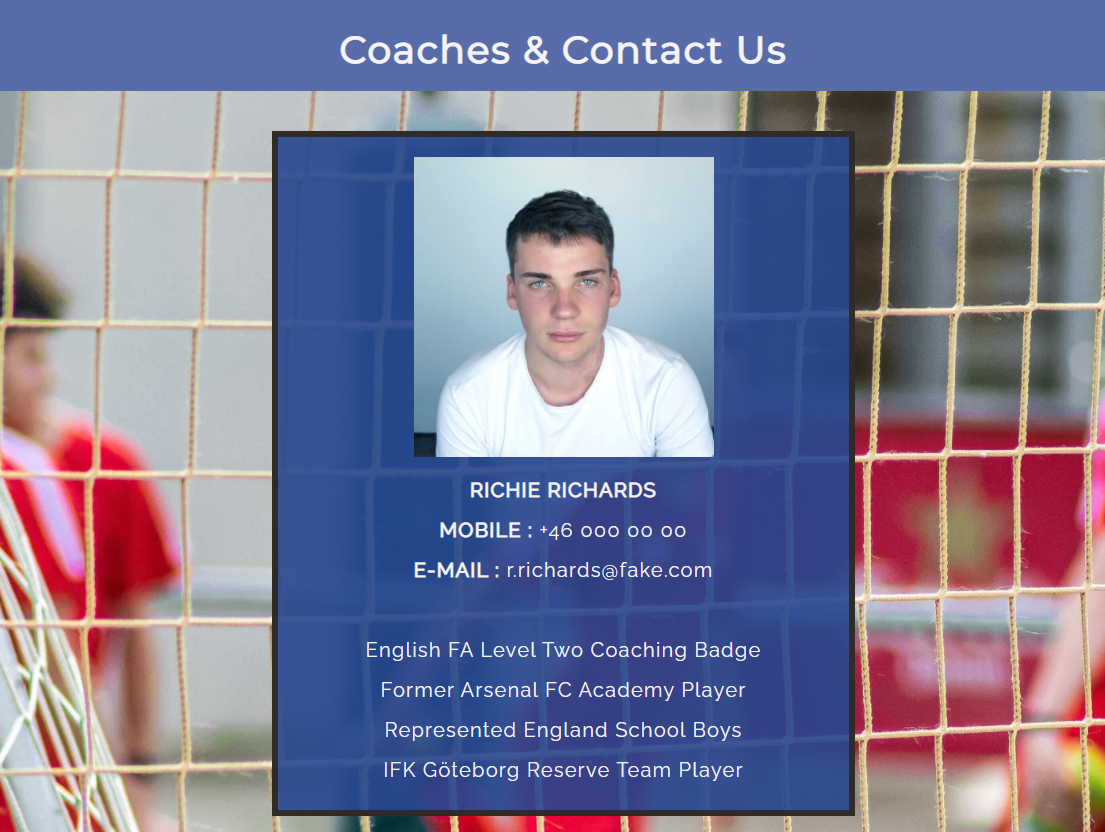 Coaches & Contact Us
RICHIE RICHARDS
MOBILE : +46 000 00 00
E-MAIL : r.richards@fake.com
English FA Level Two Coaching Badge
Former Arsenal FC Academy Player
Represented England School Boys
IFK Göteborg Reserve Team Player